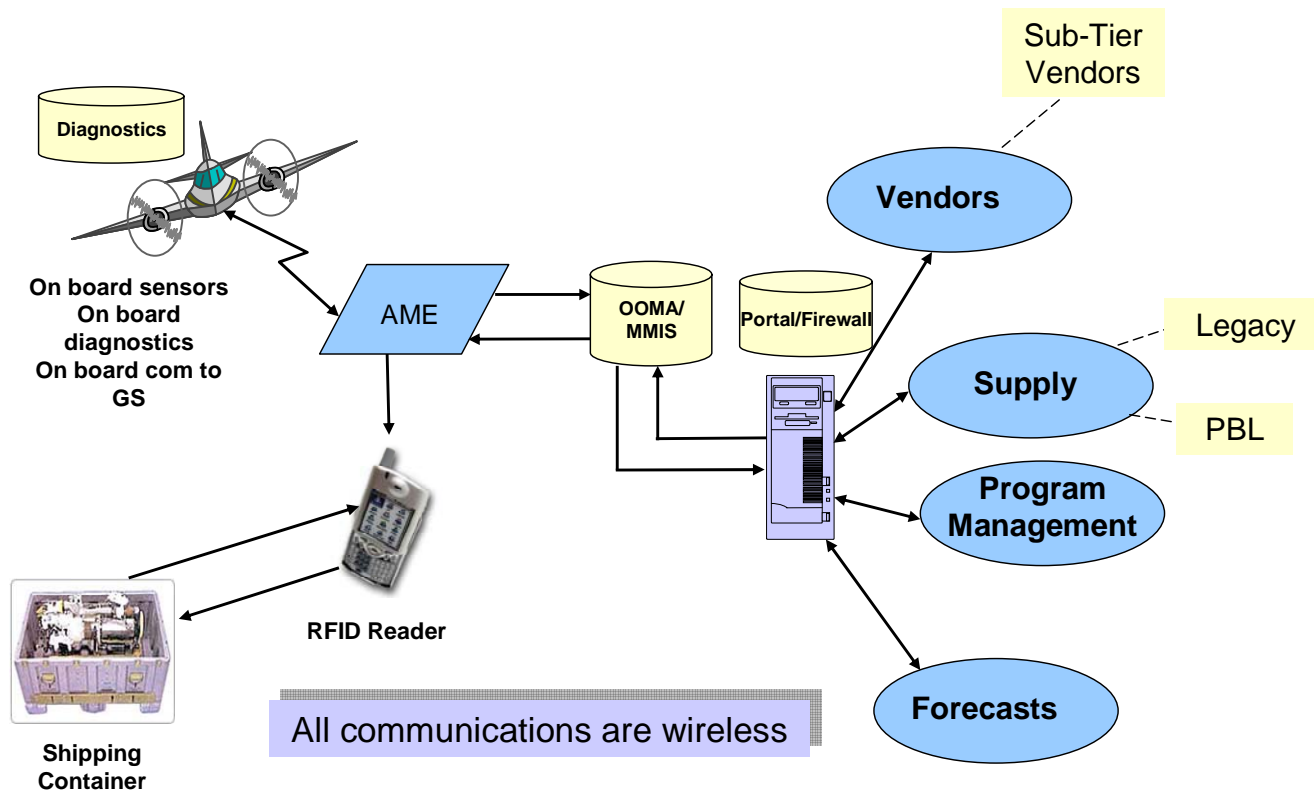 Sub-Tier
Vendors
Diagnostics
Vendors
On board sensors
On board
diagnostics
On board com to
GS
AME
OOMA/
MMIS
Portal/Firewall
Legacy
Supply
PBL
Program
Management
RFID Reader
Forecasts
All communications are wireless
Shipping
Container